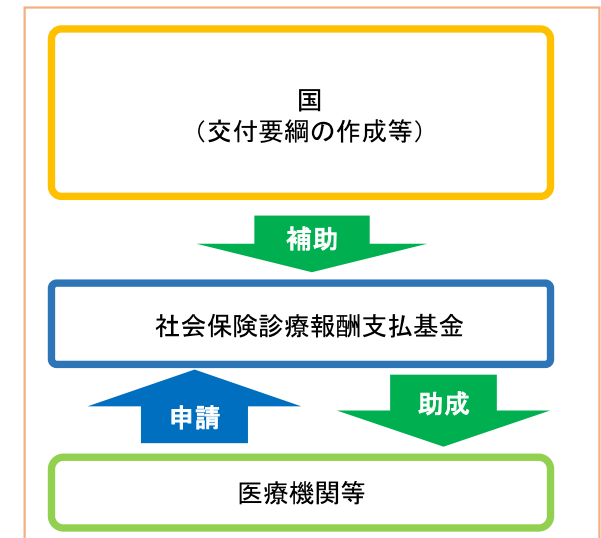 国
（交付要綱の作成等）
補助
社会保険診療報酬支払基金
申請
助成
医療機関等